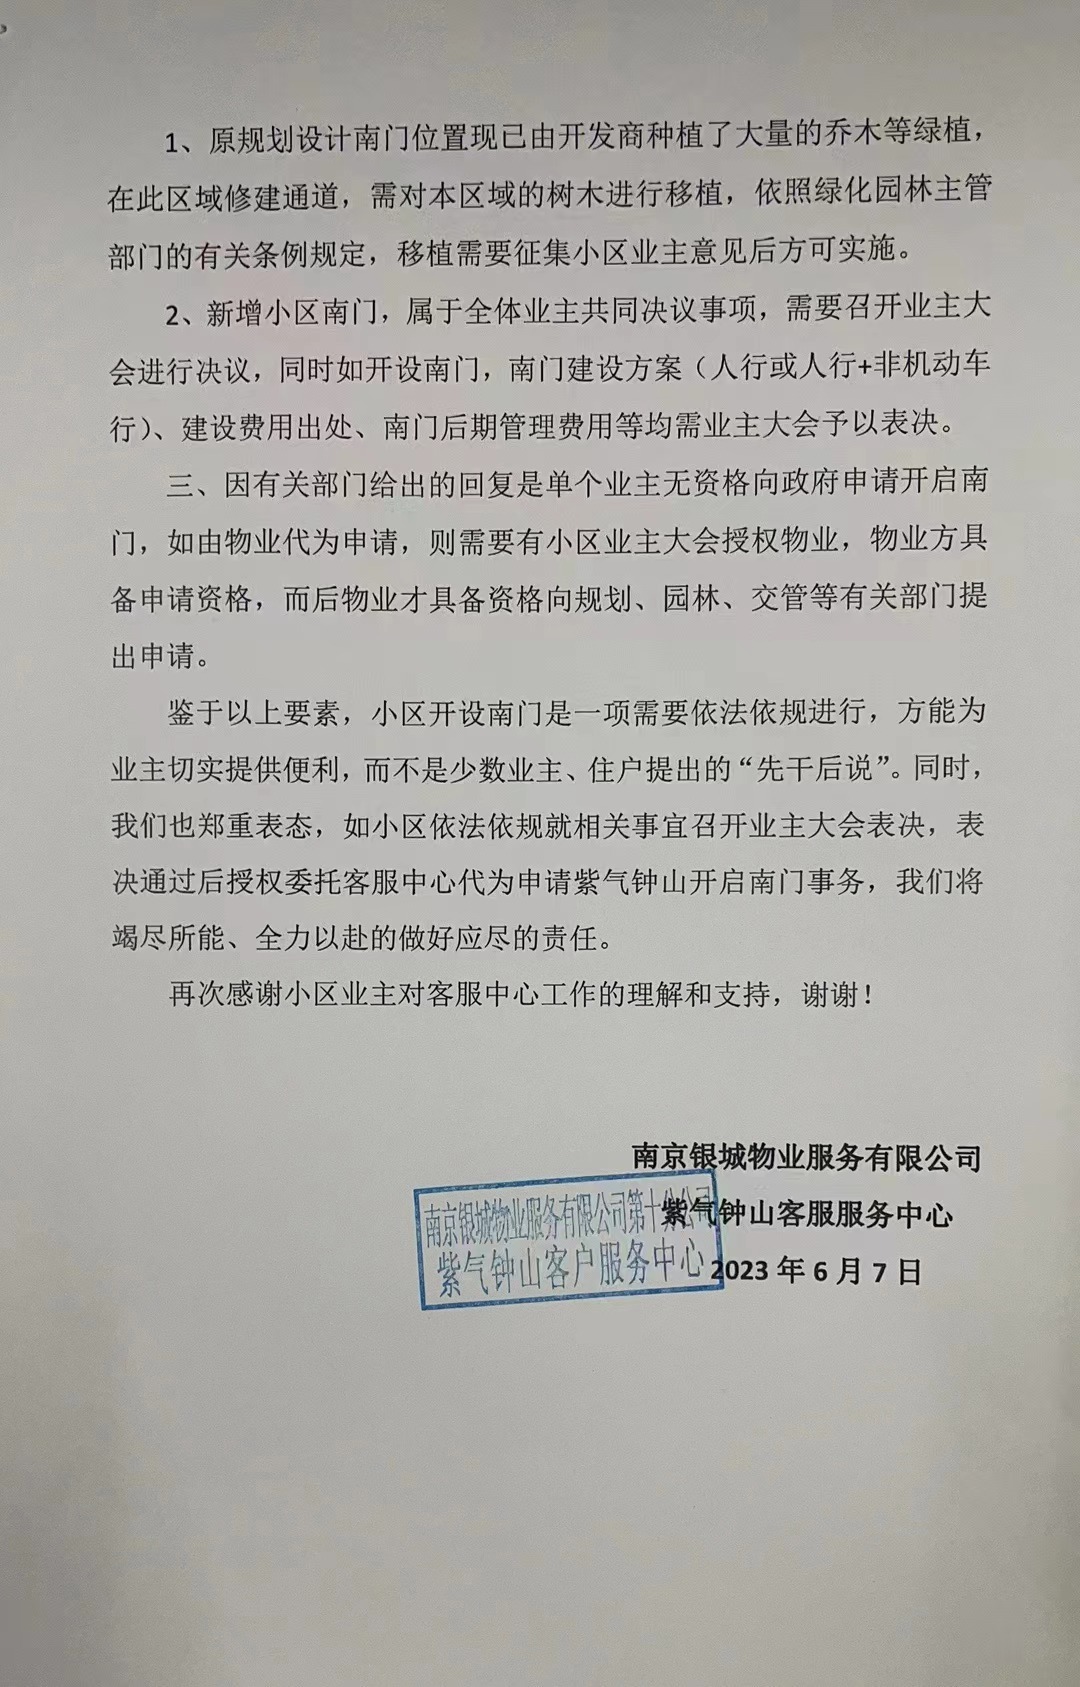 1、原规划设计南门位置现已由开发商种植了大量的乔木等绿植，
在此区域修建通道，需对本区域的树木进行移植，依照绿化园林主管
部门的有关条例规定，移植需要征集小区业主意见后方可实施。
2、新增小区南门，属于全体业主共同决议事项，需要召开业主大
会进行决议，同时如开设南门，南门建设方案（人行或人行+非机动车
行）、建设费用出处、南门后期管理费用等均需业主大会予以表决。
三、因有关部门给出的回复是单个业主无资格向政府申请开启南
门，如由物业代为申请，则需要有小区业主大会授权物业，物业方具
备申请资格，而后物业才具备资格向规划、园林、交管等有关部门提
出申请。
鉴于以上要素，小区开设南门是一项需要依法依规进行，方能为
业主切实提供便利，而不是少数业主、住户提出的“先干后说”。同时，
我们也郑重表态，如小区依法依规就相关事宜召开业主大会表决，表
决通过后授权委托客服中心代为申请紫气钟山开启南门事务，我们将
竭尽所能、全力以赴的做好应尽的责任。
再次感谢小区业主对客服中心工作的理解和支持，谢谢！
南京银城物业服务有限公司
紫气钟山客服服务中心
2023年6月7日
南京银城物业服务有限公司第十分公司
紫气钟山客户服务中心